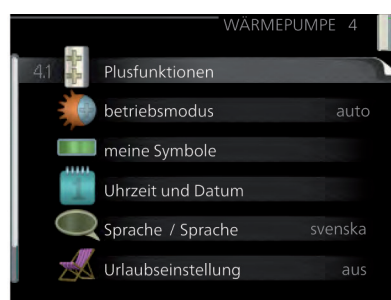 WÄRMEPUMPE 4
4.1 Plusfunktionen
betriebsmodus auto
meine Symbole
Uhrzeit und Datum
Sprache / Sprache svenska
Urlaubseinstellung aus